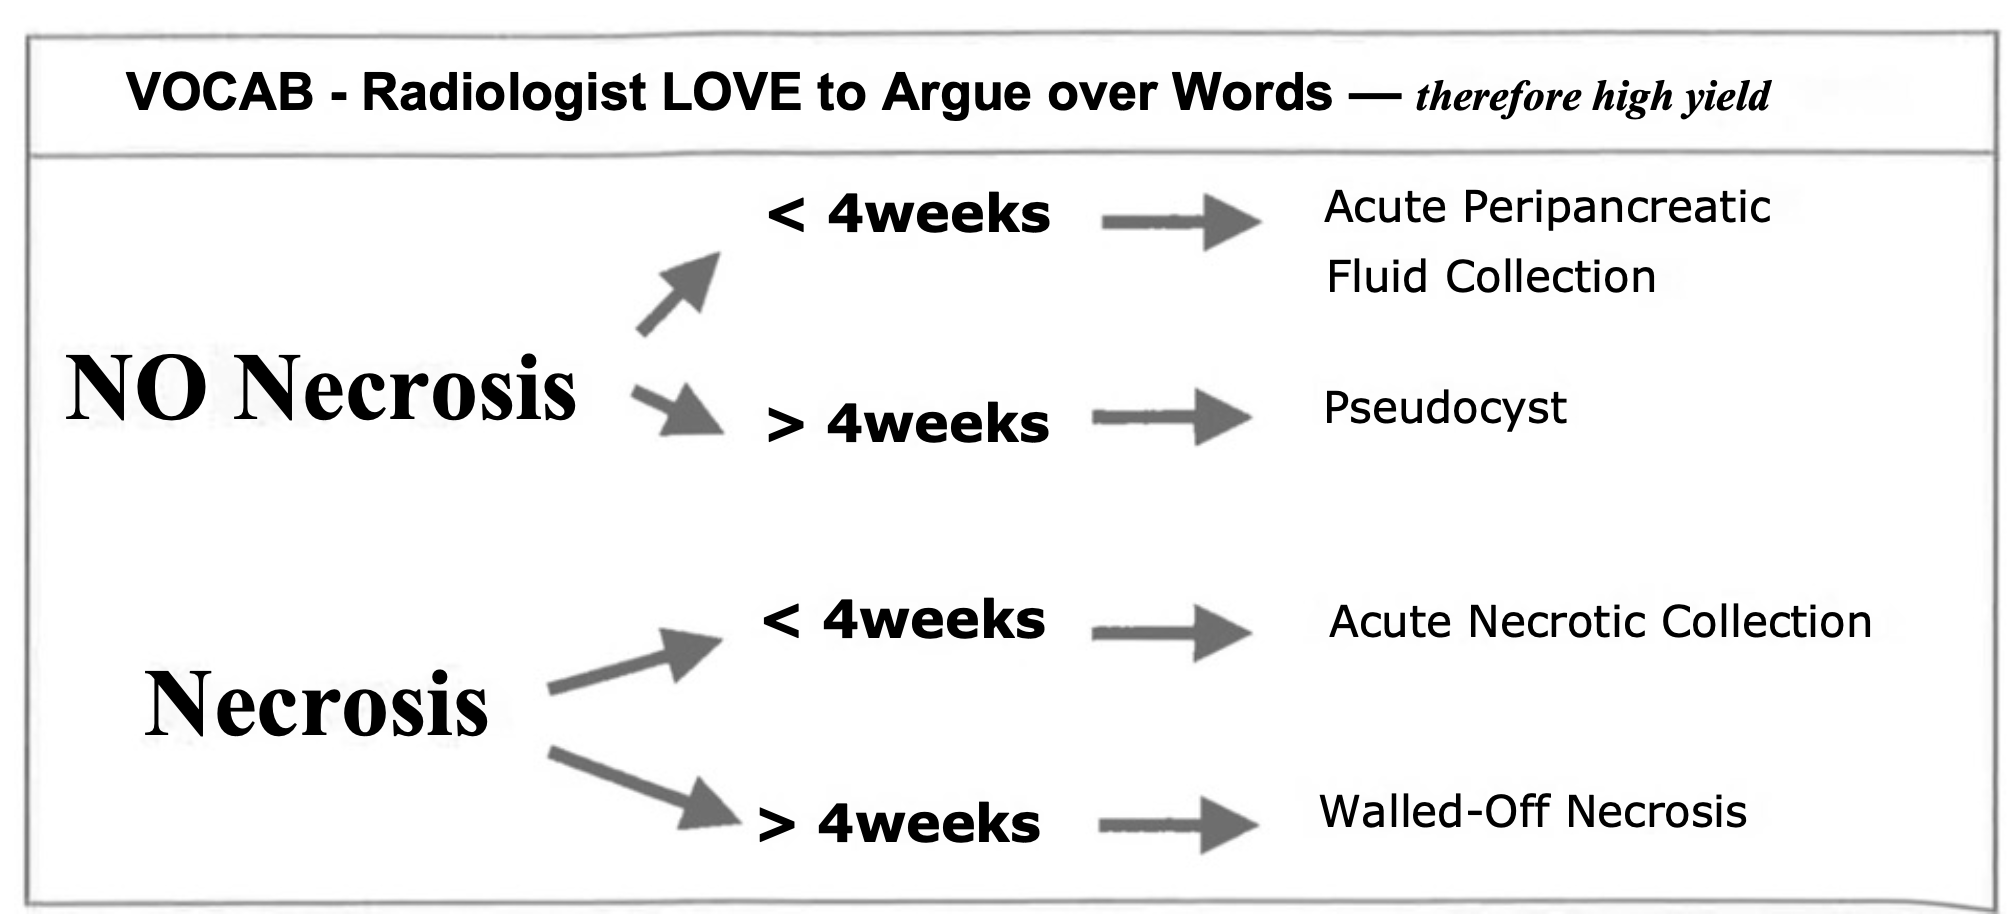 VOCAB - Radiologist LOVE to Argue over Words — therefore high yield
NO Necrosis
< 4weeks
Acute Peripancreatic
Fluid Collection
> 4weeks
Pseudocyst
Necrosis
< 4weeks
Acute Necrotic Collection
> 4weeks
Walled-Off Necrosis